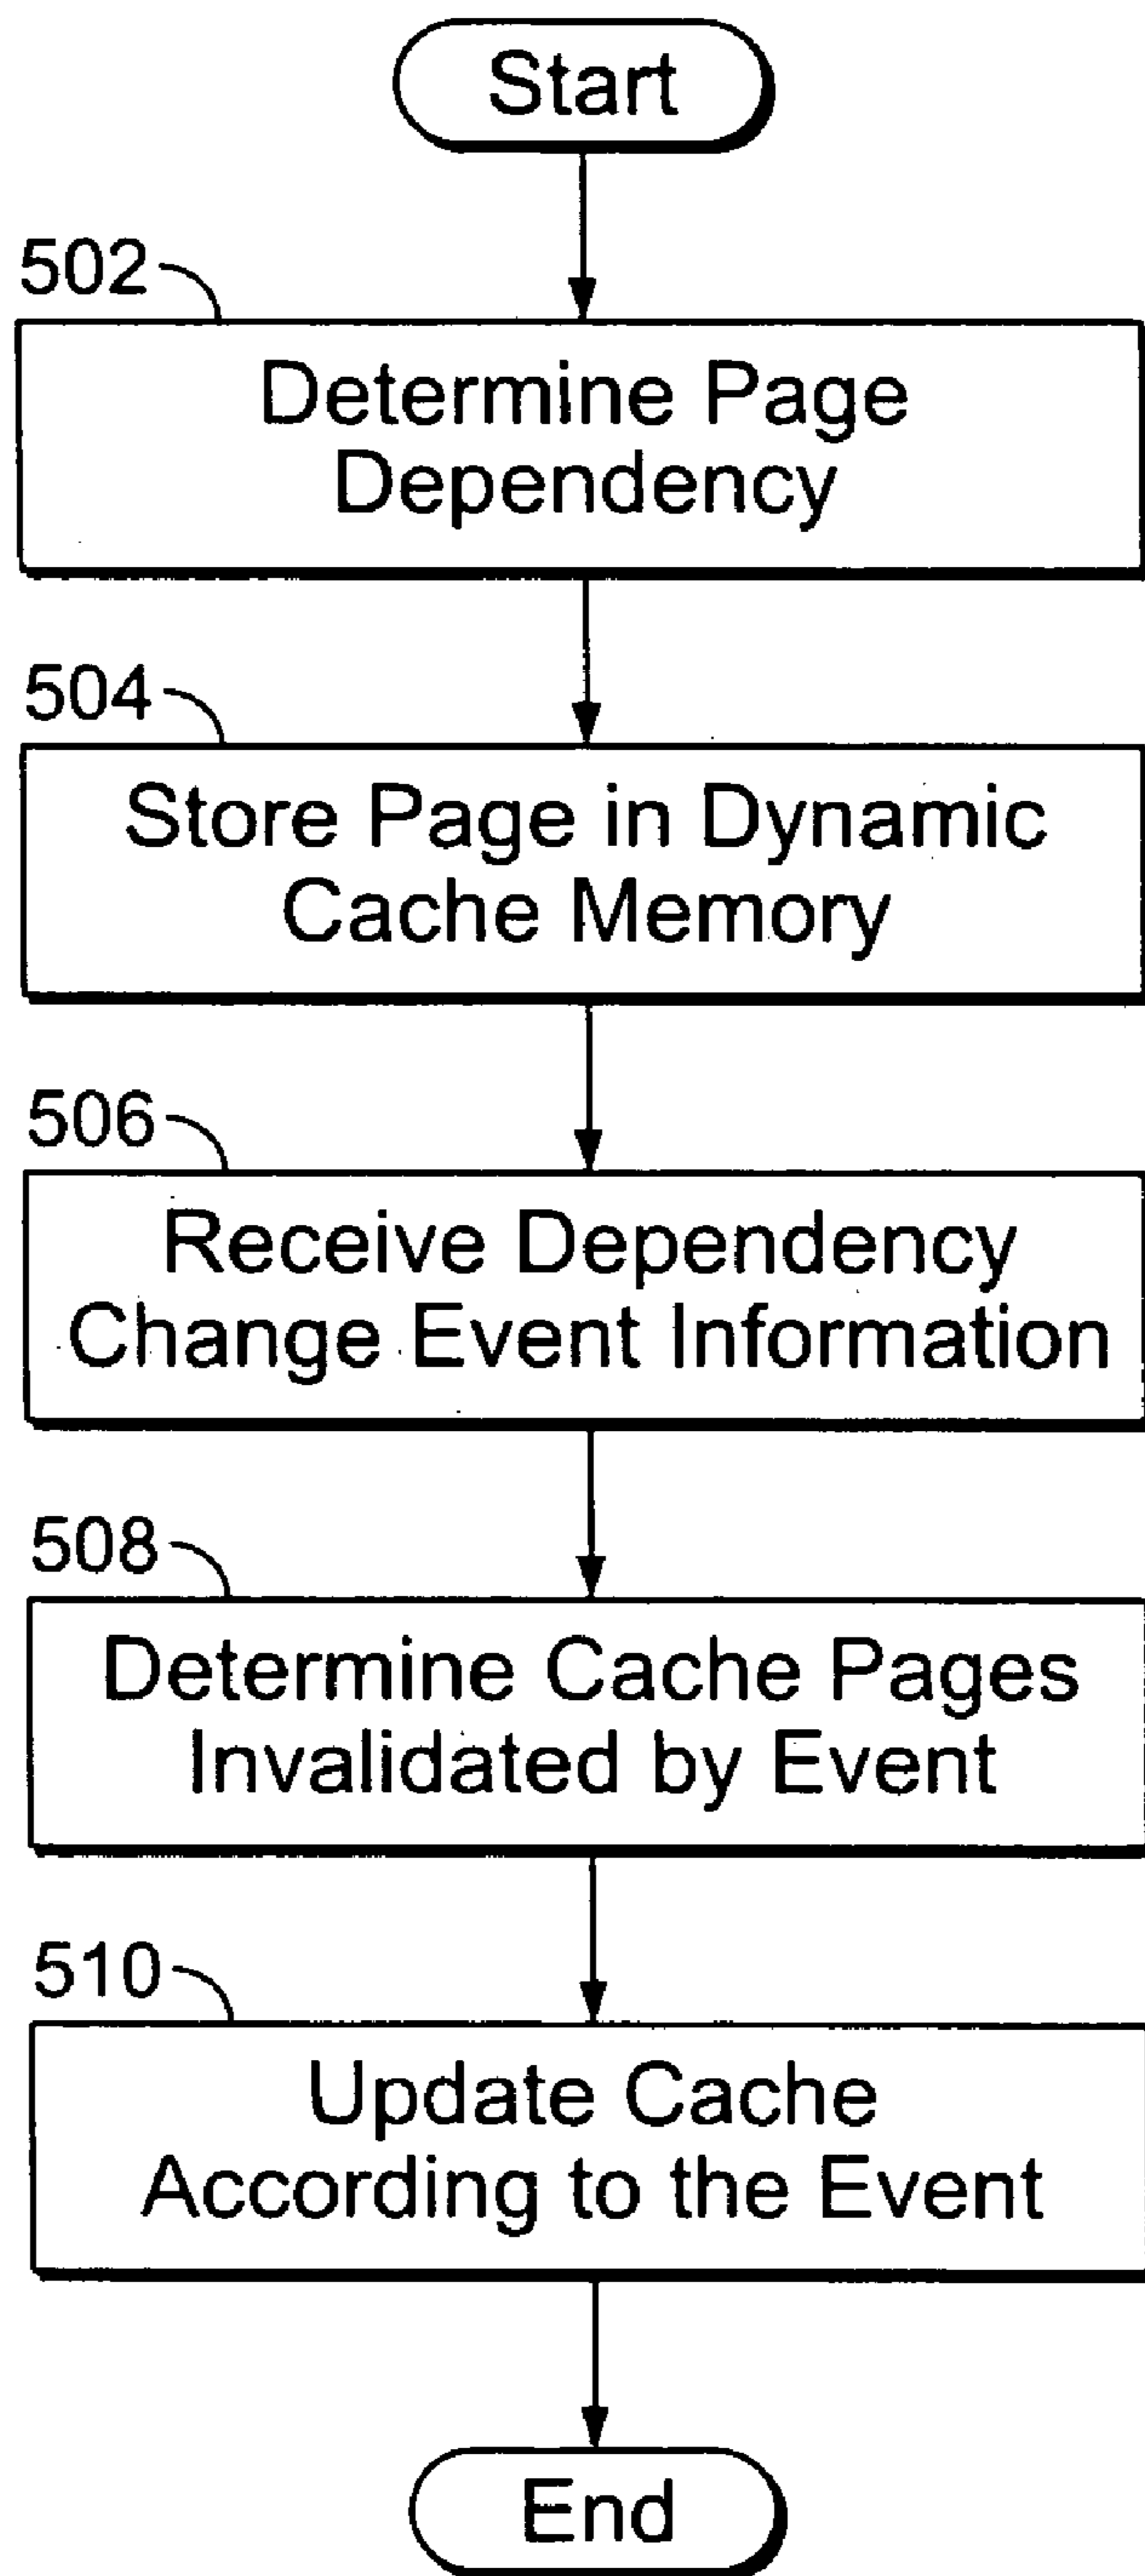 Start
502
Determine Page
Dependency
504
Store Page in Dynamic
Cache Memory
506
Receive Dependency
Change Event Information
508
Determine Cache Pages
Invalidated by Event
510
Update Cache
According to the Event
End